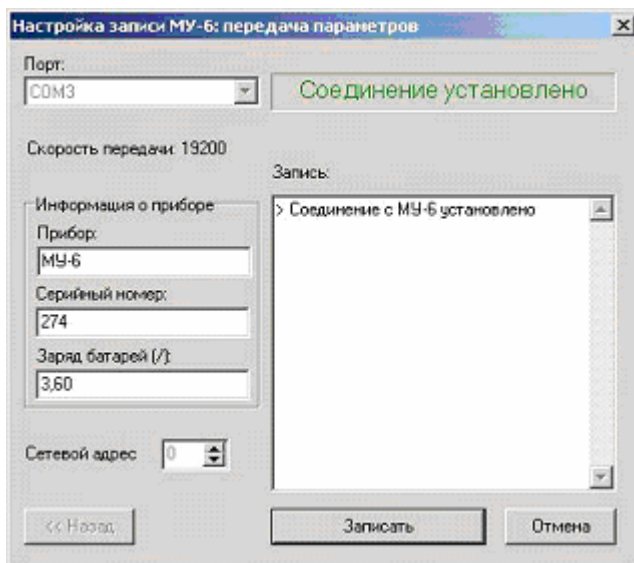 Настройка записи МУ-6: передача параметров
Порт:
COM3
Соединение установлено
Скорость передачи: 19200
Запись:
> Соединение с МУ-6 установлено
Информация о приборе
Прибор:
МУ-6
Серийный номер:
274
Заряд батарей (/):
3,60
Сетевой адрес
0
<< Назад
Записать
Отмена